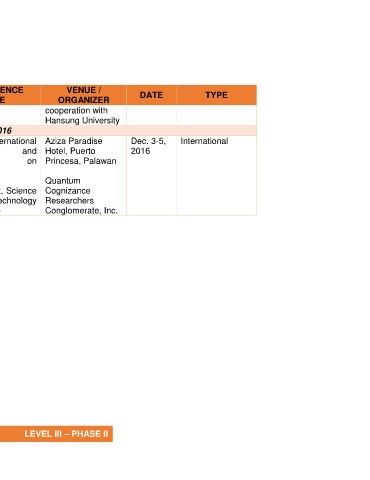 ENCE
E
VENUE /
ORGANIZER
DATE
TYPE
cooperation with
Hansung University
016
ernational
and
on
, Science
echnology
-
Aziza Paradise
Hotel, Puerto
Princesa, Palawan
Quantum
Cognizance
Researchers
Conglomerate, Inc.
Dec. 3-5,
2016
International
LEVEL III – PHASE II